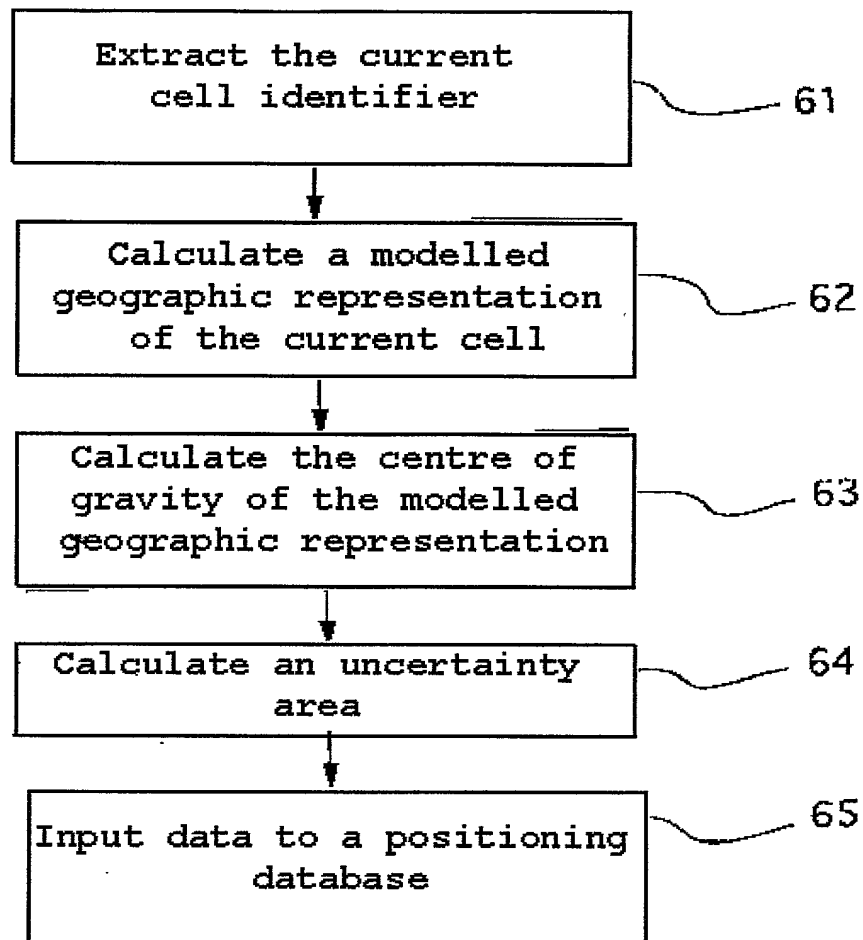 Extract the current
cell identifier
61
Calculate a modelled
geographic representation
of the current cell
62
Calculate the centre of
gravity of the modelled
geographic representation
63
Calculate an uncertainty
area
64
Input data to a positioning
database
65